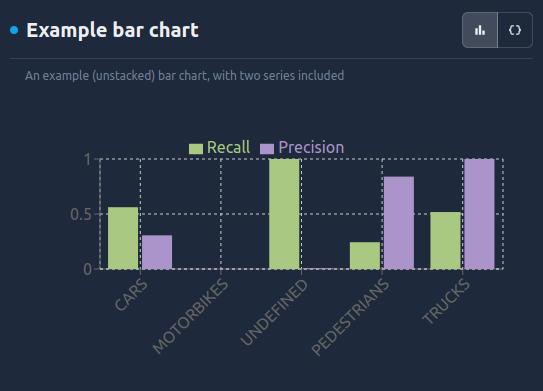 Example bar chart
An example (unstacked) bar chart, with two series included
Recall Precision
1
0.5
0
CARS
MOTORBIKES
UNDEFINED
PEDESTRIANS
TRUCKS